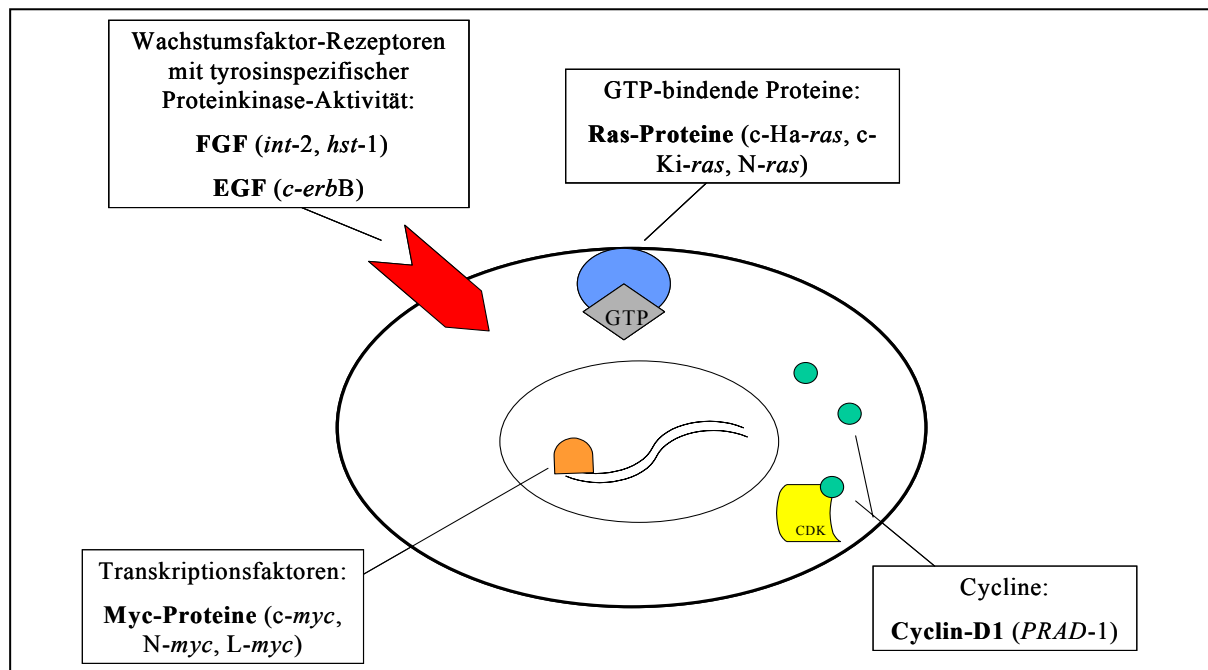 Wachstumsfaktor-Rezeptoren
mit tyrosinspezifischer
Proteinkinase-Aktivität:
FGF (int-2, hst-1)
EGF (c-erbB)
GTP-bindende Proteine:
Ras-Proteine (c-Ha-ras, c-
Ki-ras, N-ras)
GTP
CDK
Transkriptionsfaktoren:
Myc-Proteine (c-myc,
N-myc, L-myc)
Cycline:
Cyclin-D1 (PRAD-1)